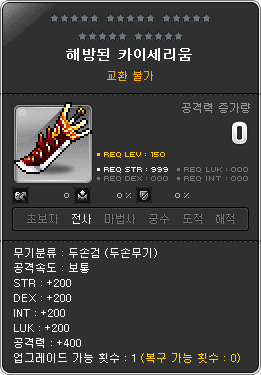 해방된 카이세리움
교환 불가
공격력 증가량
0
REQ LEV : 150
REQ STR : 999 REQ LUK : 000
REQ DEX : 000 REQ INT : 000
0 0 % 0 %
초보자 전사 마법사 궁수 도적 해적
무기분류 : 두손검 (두손무기)
공격속도 : 보통
STR : +200
DEX : +200
INT : +200
LUK : +200
공격력 : +400
업그레이드 가능 횟수 : 1 (복구 가능 횟수 : 0)